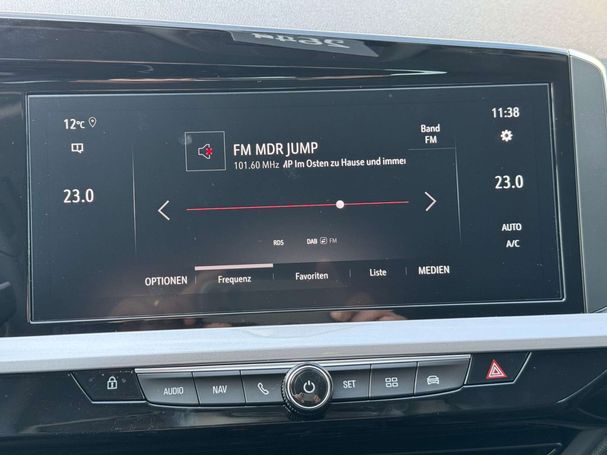 12°C
11:38
FM MDR JUMP
Band
FM
101.60 MHz MP Im Osten zu Hause und immer
23.0
23.0
RDS DAB FM
AUTO
A/C
OPTIONEN Frequenz Favoriten Liste MEDIEN
AUDIO NAV SET